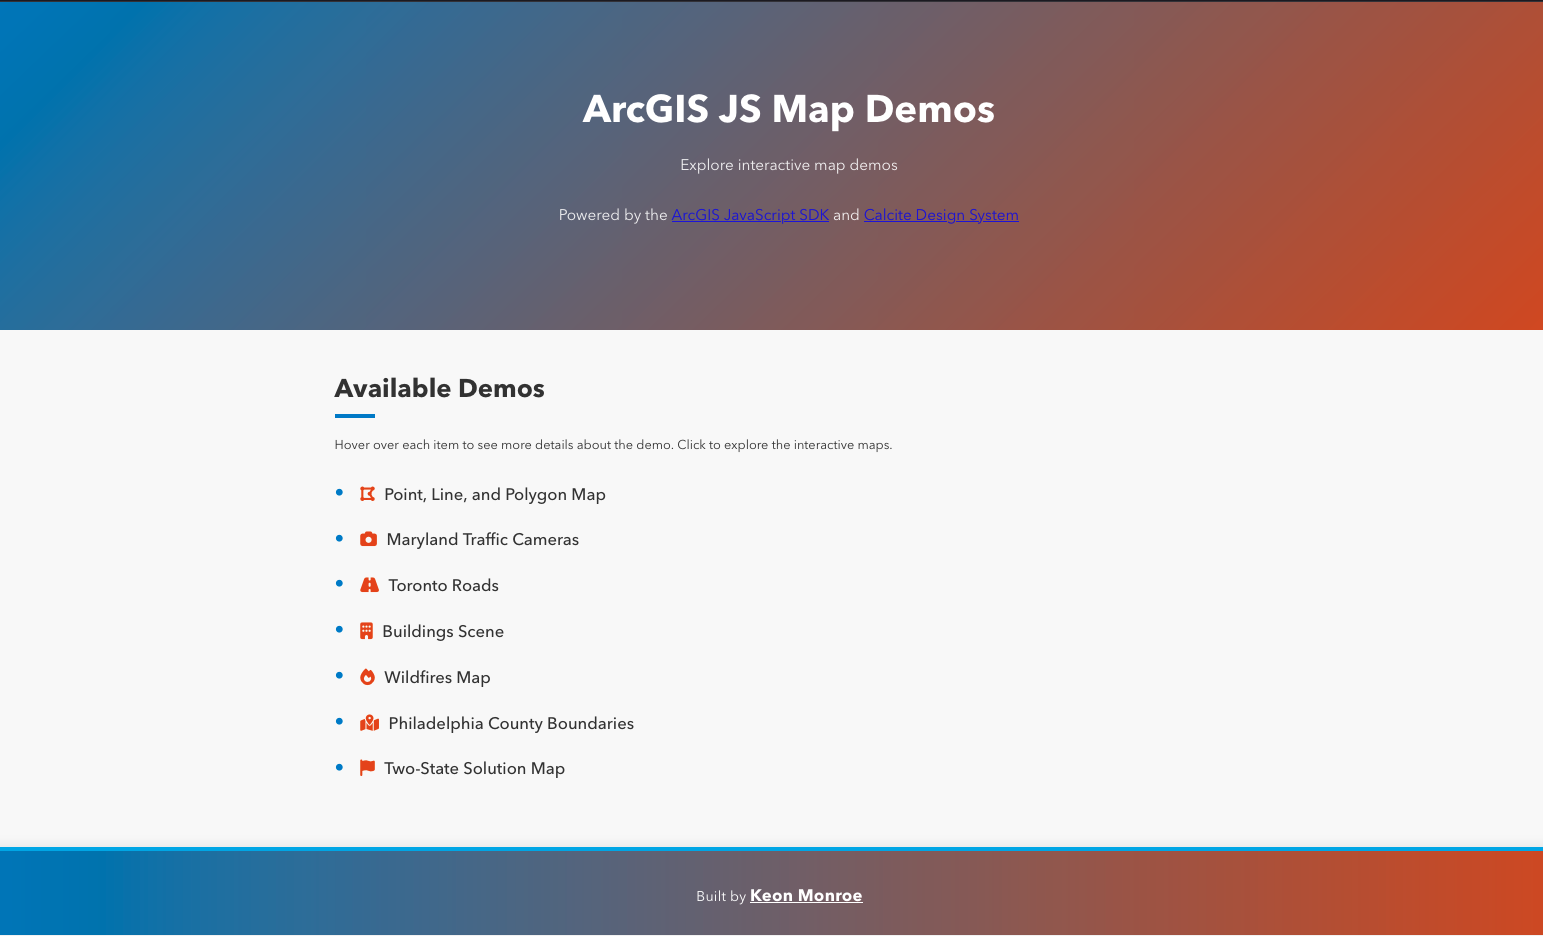 ArcGIS JS Map Demos
Explore interactive map demos
Powered by the ArcGIS JavaScript SDK and Calcite Design System
Available Demos
Hover over each item to see more details about the demo. Click to explore the interactive maps.
Point, Line, and Polygon Map
Maryland Traffic Cameras
Toronto Roads
Buildings Scene
Wildfires Map
Philadelphia County Boundaries
Two-State Solution Map
Built by Keon Monroe